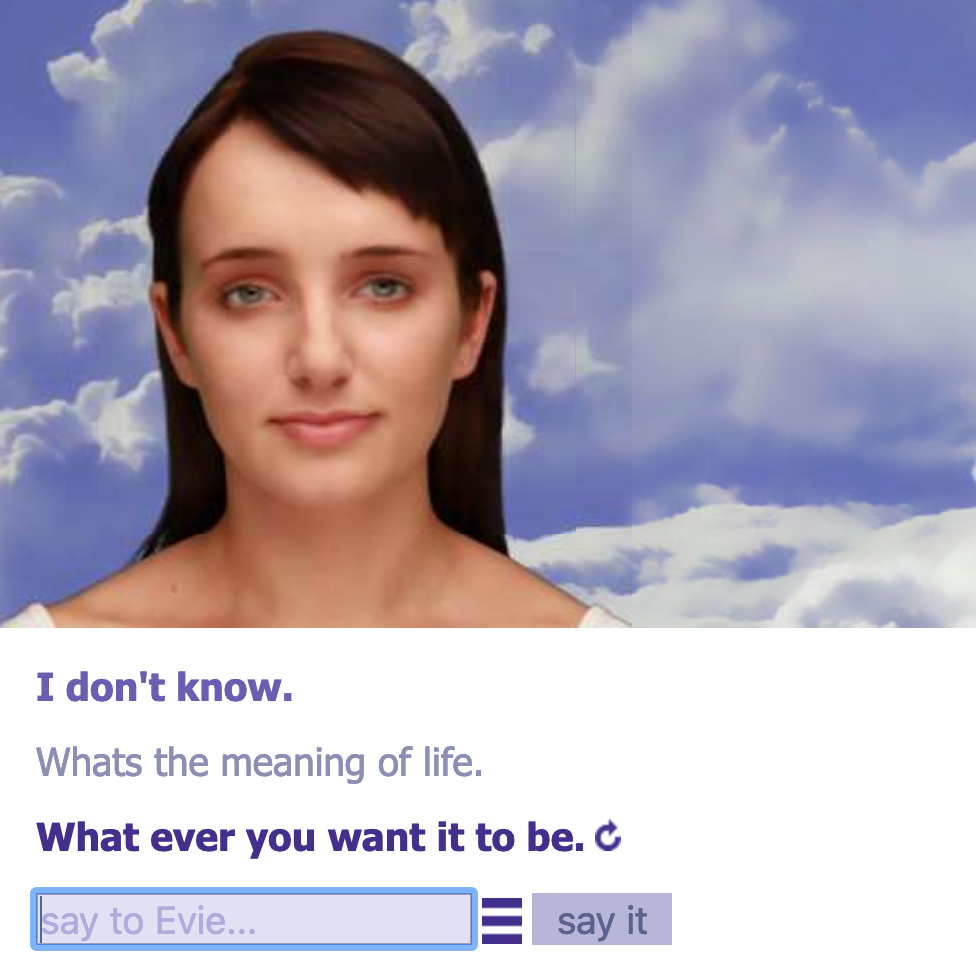 I don't know.
Whats the meaning of life.
What ever you want it to be.
say to Evie...
say it